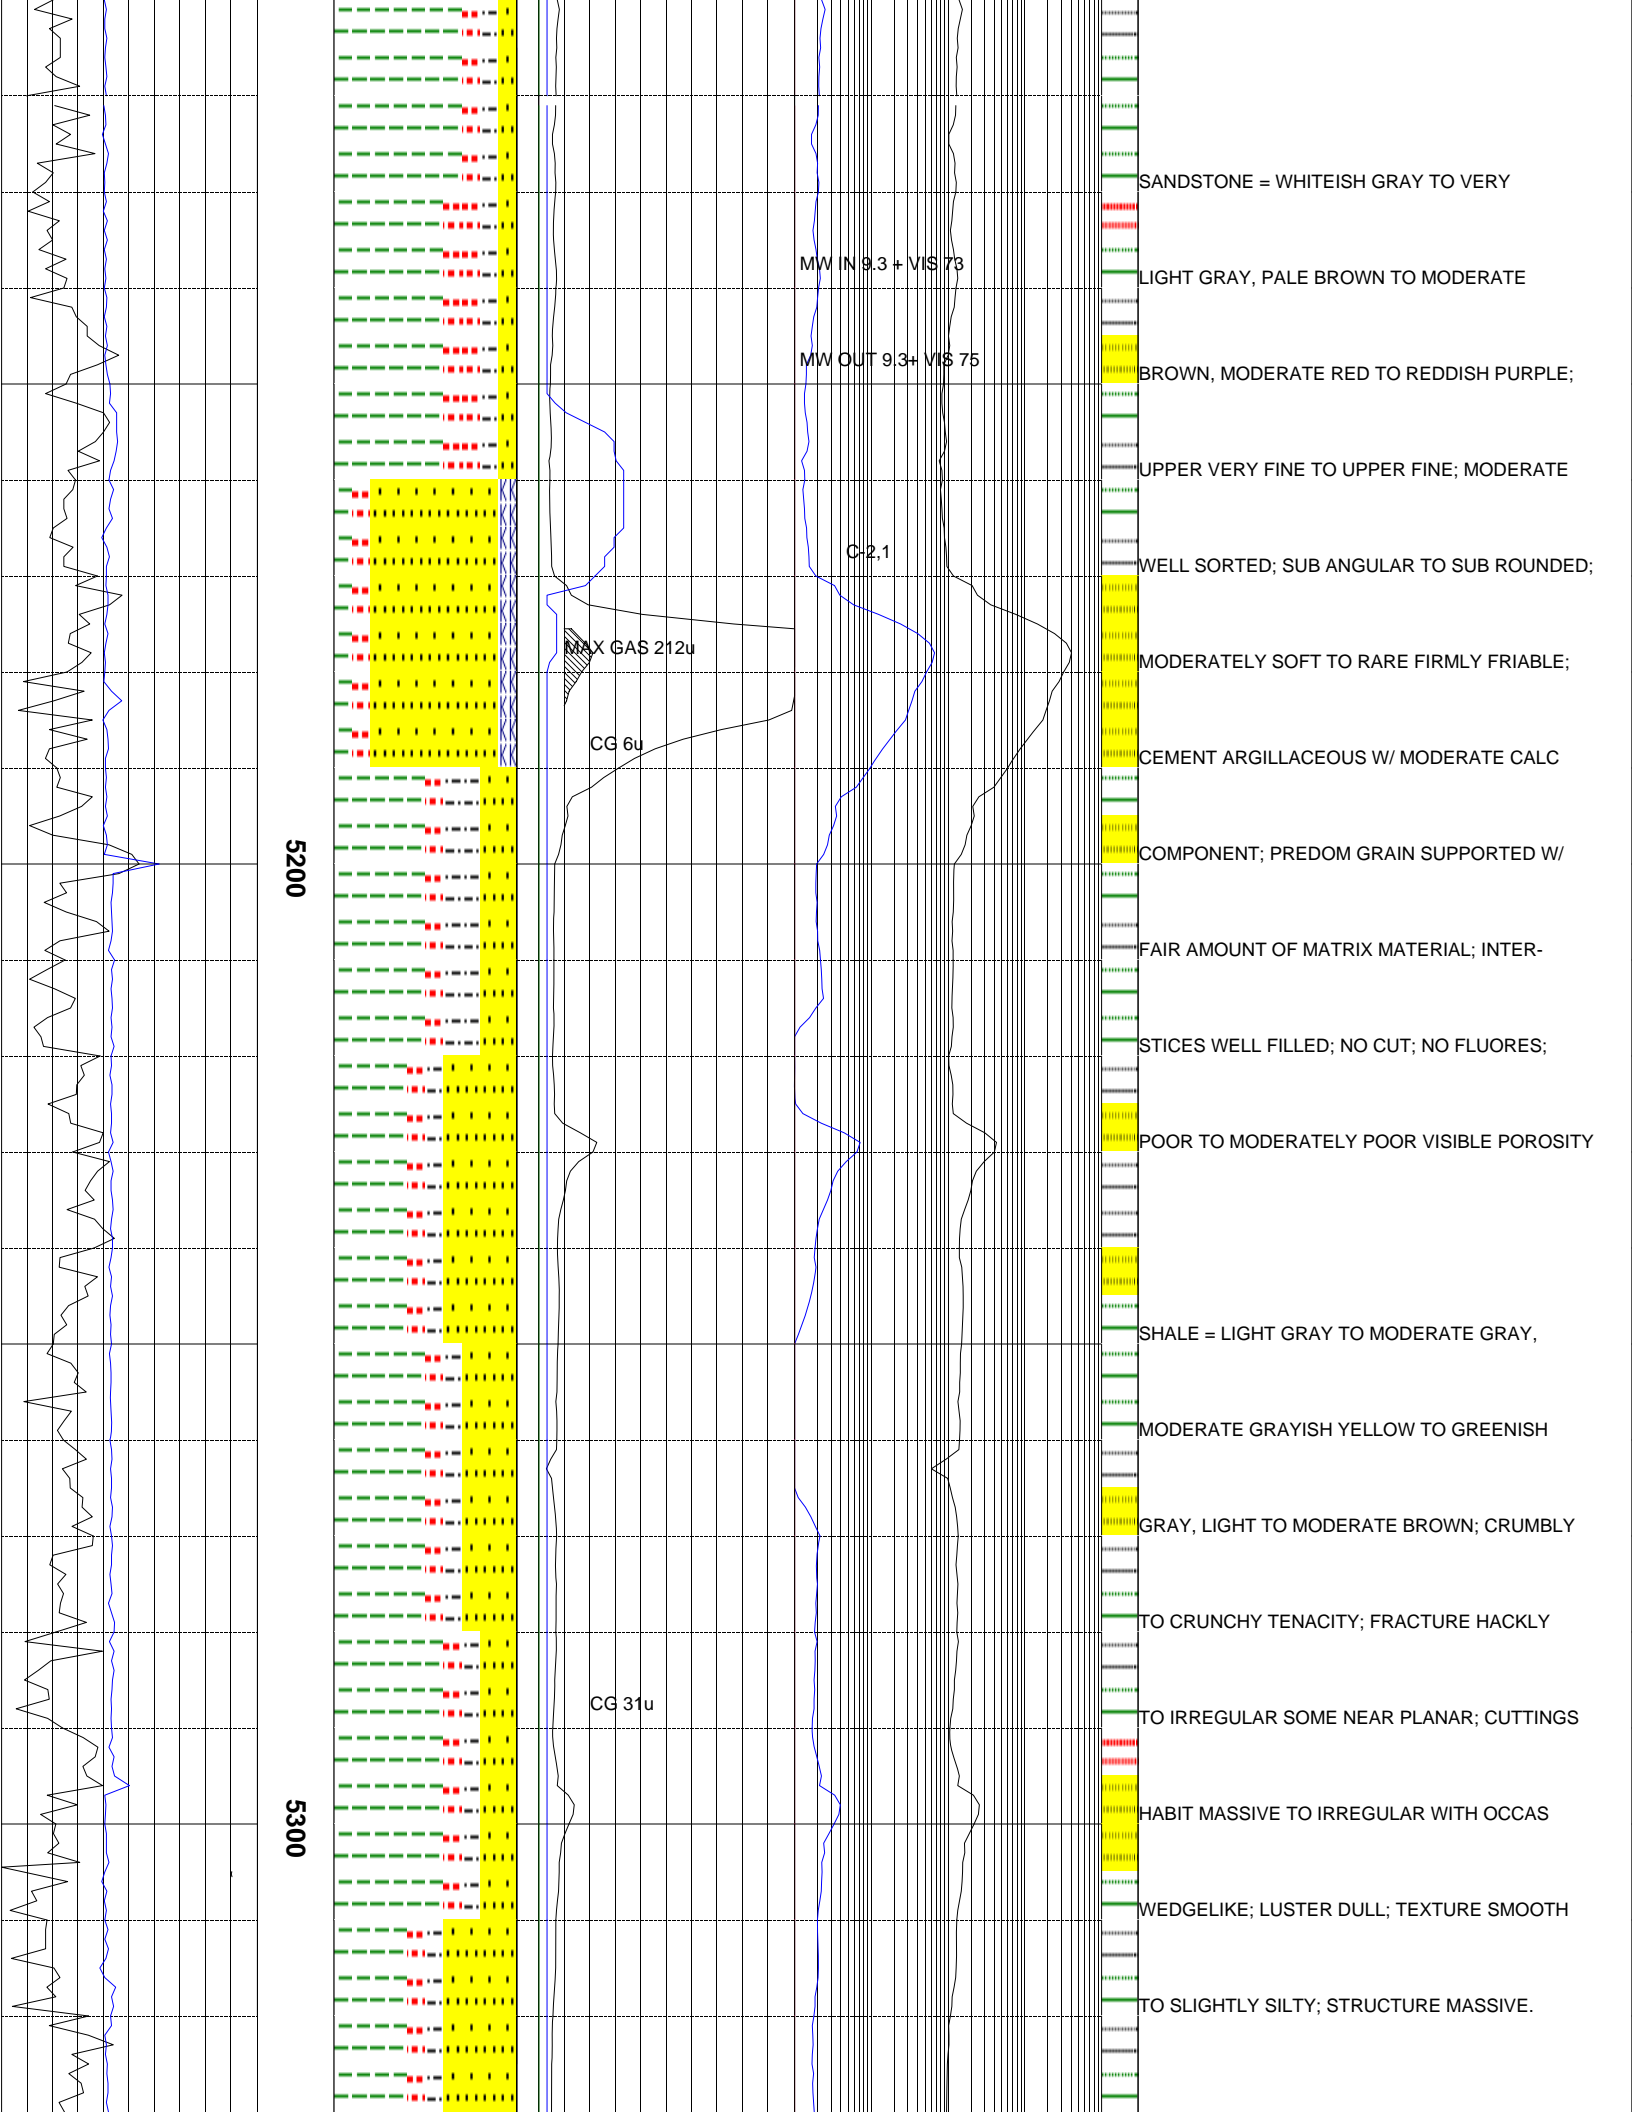 SANDSTONE = WHITEISH GRAY TO VERY
MW IN 9.3 + VIS 73
LIGHT GRAY, PALE BROWN TO MODERATE
MW OUT 9.3+ VIS 75
BROWN, MODERATE RED TO REDDISH PURPLE;
UPPER VERY FINE TO UPPER FINE; MODERATE
C-2,1
WELL SORTED; SUB ANGULAR TO SUB ROUNDED;
MAX GAS 212u
MODERATELY SOFT TO RARE FIRMLY FRIABLE;
CG 6u
CEMENT ARGILLACEOUS W/ MODERATE CALC
5200
COMPONENT; PREDOM GRAIN SUPPORTED W/
FAIR AMOUNT OF MATRIX MATERIAL; INTER-
STICES WELL FILLED; NO CUT; NO FLUORES;
POOR TO MODERATELY POOR VISIBLE POROSITY
SHALE = LIGHT GRAY TO MODERATE GRAY,
MODERATE GRAYISH YELLOW TO GREENISH
GRAY, LIGHT TO MODERATE BROWN; CRUMBLY
TO CRUNCHY TENACITY; FRACTURE HACKLY
CG 31u
TO IRREGULAR SOME NEAR PLANAR; CUTTINGS
5300
HABIT MASSIVE TO IRREGULAR WITH OCCAS
WEDGELIKE; LUSTER DULL; TEXTURE SMOOTH
TO SLIGHTLY SILTY; STRUCTURE MASSIVE.